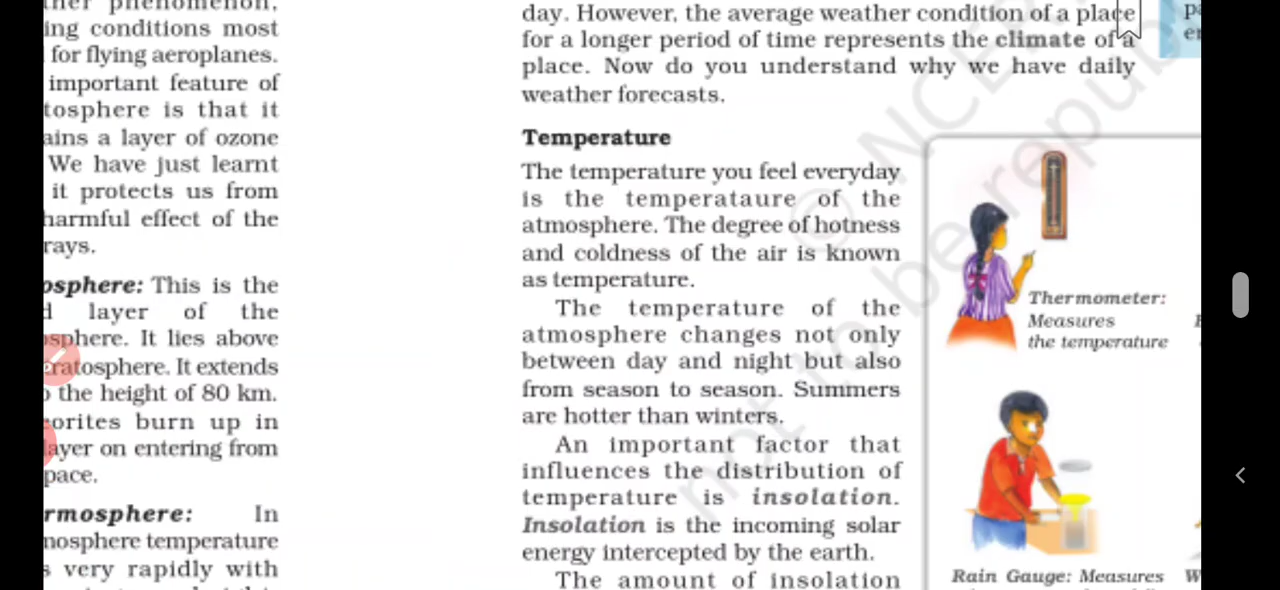 ing conditions most
for flying aeroplanes.
important feature of
tosphere is that it
ains a layer of ozone
We have just learnt
it protects us from
harmful effect of the
rays.
osphere: This is the
layer of the
sphere. It lies above
ratosphere. It extends
the height of 80 km.
orites burn up in
layer on entering from
pace.
rmosphere: In
nosphere temperature
s very rapidly with
day. However, the average weather condition of a place
for a longer period of time represents the climate of a
place. Now do you understand why we have daily
weather forecasts.
Temperature
The temperature you feel everyday
is the temperataure of the
atmosphere. The degree of hotness
and coldness of the air is known
as temperature.
The temperature of the
atmosphere changes not only
between day and night but also
from season to season. Summers
are hotter than winters.
An important factor that
influences the distribution of
temperature is insolation.
Insolation is the incoming solar
energy intercepted by the earth.
The amount of insolation
Thermometer:
Measures
the temperature
Rain Gauge: Measures
© NCER
not to be repub